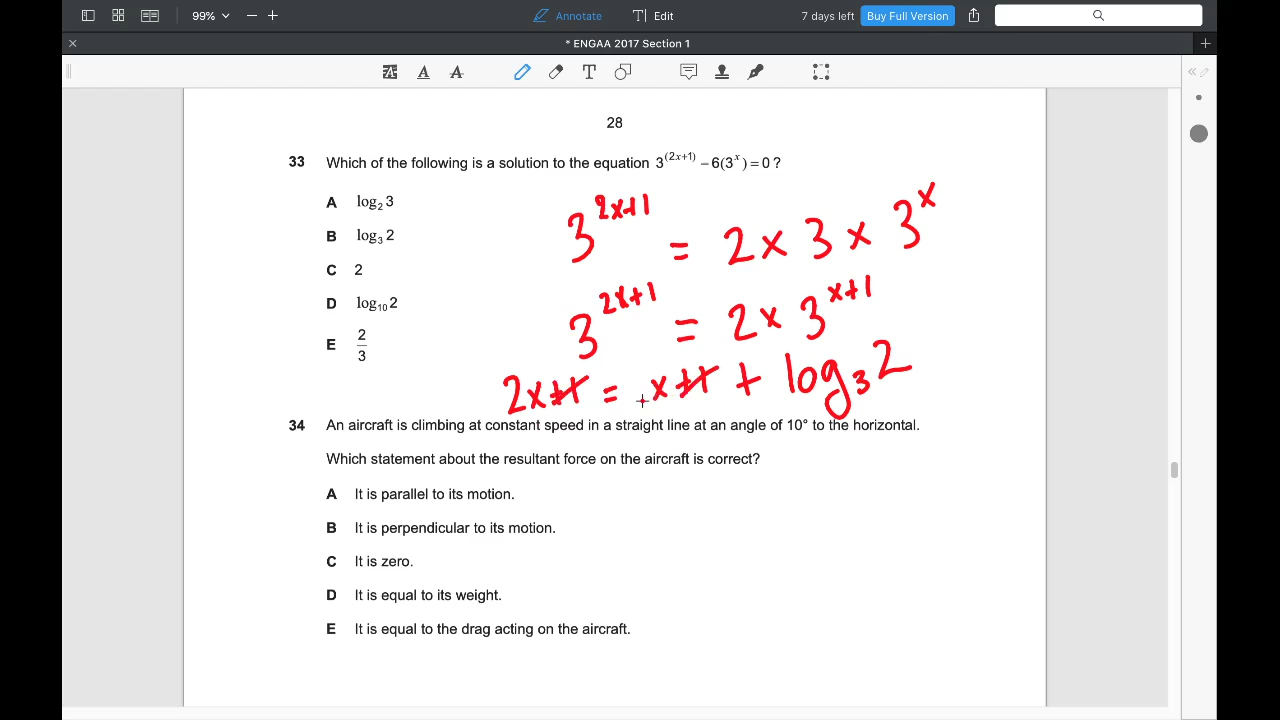 99% Annotate Edit 7 days left Buy Full Version
* ENGAA 2017 Section 1
28
33 Which of the following is a solution to the equation 3^(2x+1) – 6(3^x) = 0 ?
A log₂ 3
B log₃ 2
C 2
D log₁₀ 2
E 2/3
3^2x+1 = 2 × 3 × 3^x
3^2x+1 = 2 × 3^x+1
2x+1 = x+1 + log₃ 2
34 An aircraft is climbing at constant speed in a straight line at an angle of 10° to the horizontal.
Which statement about the resultant force on the aircraft is correct?
A It is parallel to its motion.
B It is perpendicular to its motion.
C It is zero.
D It is equal to its weight.
E It is equal to the drag acting on the aircraft.